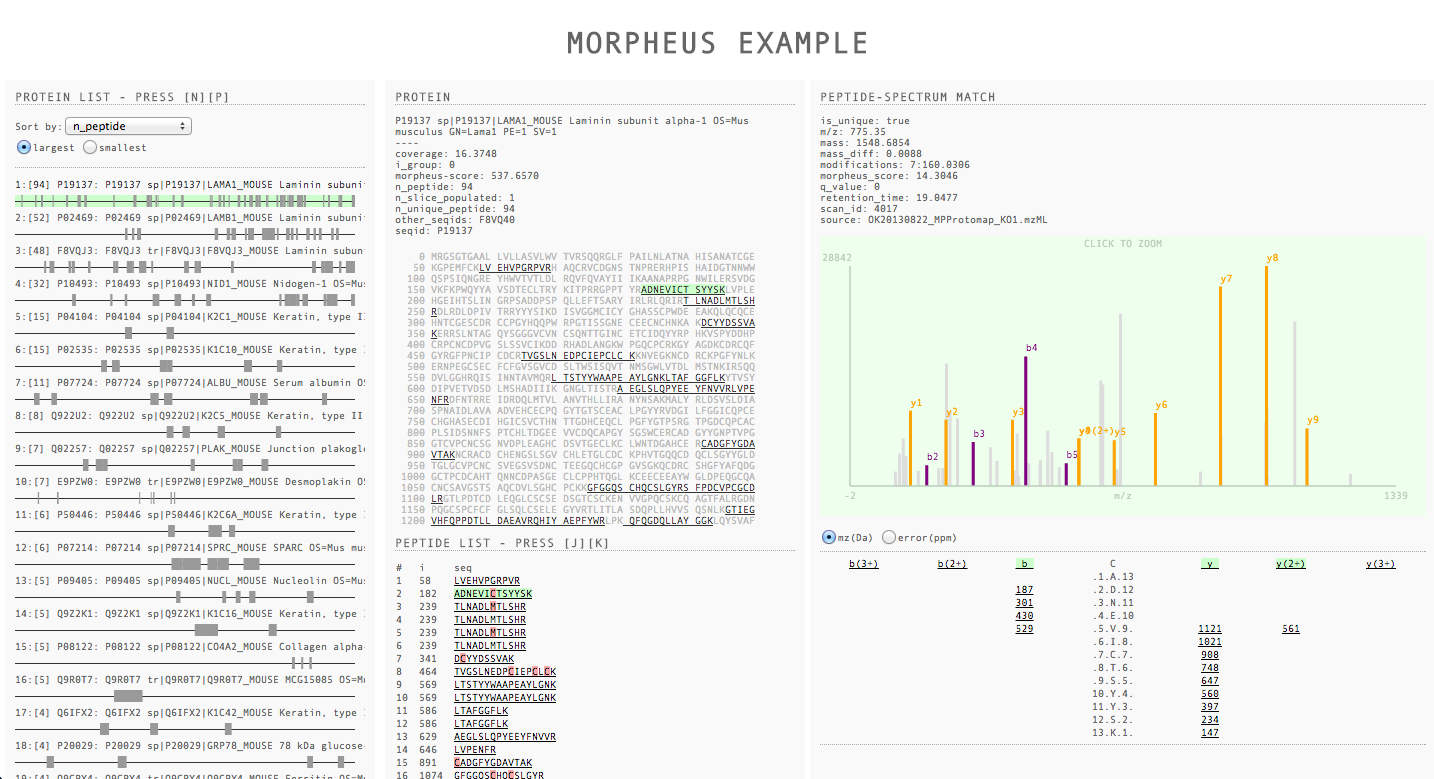 MORPHEUS EXAMPLE
PROTEIN LIST - PRESS [N][P]
Sort by: n_peptide
largest smallest
1:[94] P19137: P19137 sp|P19137|LAMA1_MOUSE Laminin subuni
2:[52] P02469: P02469 sp|P02469|LAMB1_MOUSE Laminin subuni
3:[48] F8VQJ3: F8VQJ3 tr|F8VQJ3|F8VQJ3_MOUSE Laminin subun
4:[32] P10493: P10493 sp|P10493|NID1_MOUSE Nidogen-1 OS=Mus
5:[15] P04104: P04104 sp|P04104|K2C1_MOUSE Keratin, type I
6:[15] P02535: P02535 sp|P02535|K1C10_MOUSE Keratin, type
7:[11] P07724: P07724 sp|P07724|ALBU_MOUSE Serum albumin OS
8:[8] Q922U2: Q922U2 sp|Q922U2|K2C5_MOUSE Keratin, type II
9:[7] Q02257: Q02257 sp|Q02257|PLAK_MOUSE Junction plakoglo
10:[7] E9PZW0: E9PZW0 tr|E9PZW0|E9PZW0_MOUSE Desmoplakin OS
11:[6] P50446: P50446 sp|P50446|K2C6A_MOUSE Keratin, type
12:[6] P07214: P07214 sp|P07214|SPRC_MOUSE SPARC OS=Mus mus
13:[5] P09405: P09405 sp|P09405|NUCL_MOUSE Nucleolin OS=Mus
14:[5] Q9Z2K1: Q9Z2K1 sp|Q9Z2K1|K1C16_MOUSE Keratin, type
15:[5] P08122: P08122 sp|P08122|CO4A2_MOUSE Collagen alpha-
16:[5] Q9R0T7: Q9R0T7 tr|Q9R0T7|Q9R0T7_MOUSE MCG15085 OS=Mu
17:[4] Q6IFX2: Q6IFX2 sp|Q6IFX2|K1C42_MOUSE Keratin, type
18:[4] P20029: P20029 sp|P20029|GRP78_MOUSE 78 kDa glucose-
PROTEIN
P19137 sp|P19137|LAMA1_MOUSE Laminin subunit alpha-1 OS=Mus
musculus GN=Lama1 PE=1 SV=1
----
coverage: 16.3748
i_group: 0
morpheus-score: 537.6570
n_peptide: 94
n_slice_populated: 1
n_unique_peptide: 94
other_seqids: F8VQ40
seqid: P19137
0 MRGSGTGAAL LVLLASVLWV TVRSQQRGLF PAILNLATNA HISANATCGE
50 KGPEMFCKLV EHVPGRPVRH AQCRVCDGNS TNPRERHPIS HAIDGTNNWW
100 QSPSIQNGRE YHWVTVTLDL RQVFQVAYII IKAANAPRPG NWILERSVDG
150 VKFKPWQYYA VSDTECLTRY KITPRRGPPT YRADNEVICT SYYSKLVPLE
200 HGEIHTSLIN GRPSADDPSP QLLEFTSARY IRLRLQRIRT LNADLMTLSH
250 RDLRDLDPIV TRRYYYSIKD ISVGGMCICY GHASSCPWDE EAKQLQCQCE
300 HNTCGESCDR CCPGYHQQPW RPGTISSGNE CEECNCHNKA KDCYYDSSVA
350 KERRSLNTAG QYSGGGVCVN CSQNTTGINC ETCIDQYYRP HKVSPYDDHP
400 CRPCNCDPVG SLSSVCIKDD RHADLANGKW PGQCPCRKGY AGDKCDRCQF
450 GYRGFPNCIP CDCRTVGSLN EDPCIEPCLC KKNVEGKNCD RCKPGFYNLK
500 ERNPEGCSEC FCFGVSGVCD SLTWSISQVT NMSGWLVTDL MSTNKIRSQQ
550 DVLGGHRQIS INNTAVMQRL TSTYYWAAPE AYLGNKLTAF GGFLKYTVSY
600 DIPVETVDSD LMSHADIIIK GNGLTISTRA EGLSLQPYEE YFNVVRLVPE
650 NFRDFNTRRE IDRDQLMTVL ANVTHLLIRA NYNSAKMALY RLDSVSLDIA
700 SPNAIDLAVA ADVEHCECPQ GYTGTSCEAC LPGYYRVDGI LFGGICQPCE
750 CHGHASECDI HGICSVCTHN TTGDHCEQCL PGFYGTPSRG TPGDCQPCAC
800 PLSIDSNNFS PTCHLTDGEE VVCDQCAPGY SGSWCERCAD GYYGNPTVPG
850 GTCVPCNCSG NVDPLEAGHC DSVTGECLKC LWNTDGAHCE RCADGFYGDA
900 VTAKNCRACD CHENGSLSGV CHLETGLCDC KPHVTGQQCD QCLSGYYGLD
950 TGLGCVPCNC SVEGSVSDNC TEEGQCHCGP GVSGKQCDRC SHGFYAFQDG
1000 GCTPCDCAHT QNNCDPASGE CLCPPHTQGL KCEECEEAYW GLDPEQGCQA
1050 CNCSAVGSTS AQCDVLSGHC PCKKGFGGQS CHQCSLGYRS FPDCVPCGCD
1100 LRGTLPDTCD LEQGLCSCSE DSGTCSCKEN VVGPQCSKCQ AGTFALRGDN
1150 PQGCSPCFCF GLSQLCSELE GYVRTLITLA SDQPLLHVVS QSNLKGTIEG
1200 VHFQPPDTLL DAEAVRQHIY AEPFYWRLPK QFQGDQLLAY GGKLQYSVAF
PEPTIDE LIST - PRESS [J][K]
# i seq
1 58 LVEHVPGRPVR
2 182 ADNEVICTSYYSK
3 239 TLNADLMTLSHR
4 239 TLNADLMTLSHR
5 239 TLNADLMTLSHR
6 239 TLNADLMTLSHR
7 341 DCYYDSSVAK
8 464 TVGSLNEDPCIEPCLCK
9 569 LTSTYYWAAPEAYLGNK
10 569 LTSTYYWAAPEAYLGNK
11 586 LTAFGGFLK
12 586 LTAFGGFLK
13 629 AEGLSLQPYEEYFNVVR
14 646 LVPENFR
15 891 CADGFYGDAVTAK
16 1074 GFGGQSCHQCSLGYR
PEPTIDE-SPECTRUM MATCH
is_unique: true
m/z: 775.35
mass: 1548.6854
mass_diff: 0.0088
modifications: 7:160.0306
morpheus_score: 14.3046
q_value: 0
retention_time: 19.0477
scan_id: 4017
source: OK20130822_MPProtomap_KO1.mzML
CLICK TO ZOOM
28842
y8
y7
b4
y1 y2 y3 y6
b3 (2+) y5 y9
b2 b5
-2 m/z 1339
mz(Da) error(ppm)
b(3+) b(2+) b C y y(2+) y(3+)
.1.A.13
187 .2.D.12
301 .3.N.11
430 .4.E.10
529 .5.V.9. 1121 561
.6.I.8. 1021
.7.C.7. 908
.8.T.6. 748
.9.S.5. 647
.10.Y.4. 560
.11.Y.3. 397
.12.S.2. 234
.13.K.1. 147